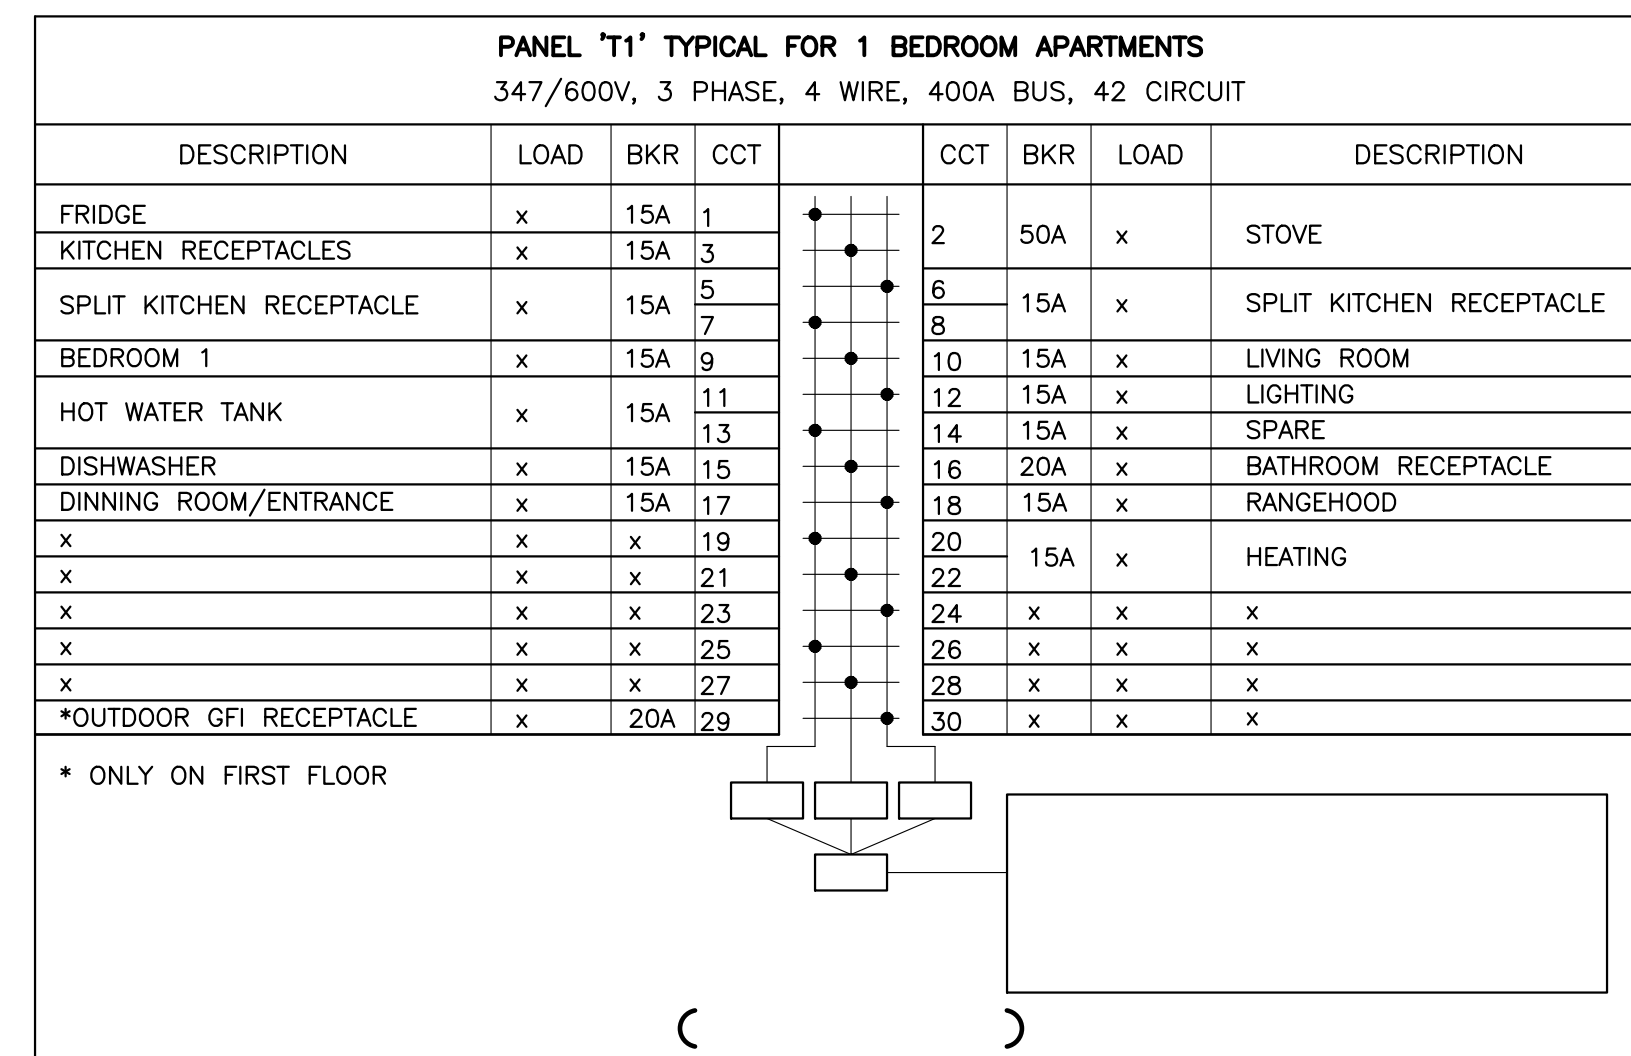 PANEL 'T1' TYPICAL FOR 1 BEDROOM APARTMENTS
347/600V, 3 PHASE, 4 WIRE, 400A BUS, 42 CIRCUIT
DESCRIPTION LOAD BKR CCT CCT BKR LOAD DESCRIPTION
FRIDGE x 15A 1
2 50A x STOVE
KITCHEN RECEPTACLES x 15A 3
SPLIT KITCHEN RECEPTACLE x 15A 5 7
6 8 15A x SPLIT KITCHEN RECEPTACLE
BEDROOM 1 x 15A 9 10 15A x LIVING ROOM
HOT WATER TANK x 15A 11 13
12 15A x LIGHTING
14 15A x SPARE
DISHWASHER x 15A 15 16 20A x BATHROOM RECEPTACLE
DINNING ROOM/ENTRANCE x 15A 17 18 15A x RANGEHOOD
x x x 19
x x x 21
20 22 15A x HEATING
x x x 23 24 x x x
x x x 25 26 x x x
x x x 27 28 x x x
*OUTDOOR GFI RECEPTACLE x 20A 29 30 x x x
* ONLY ON FIRST FLOOR
( )